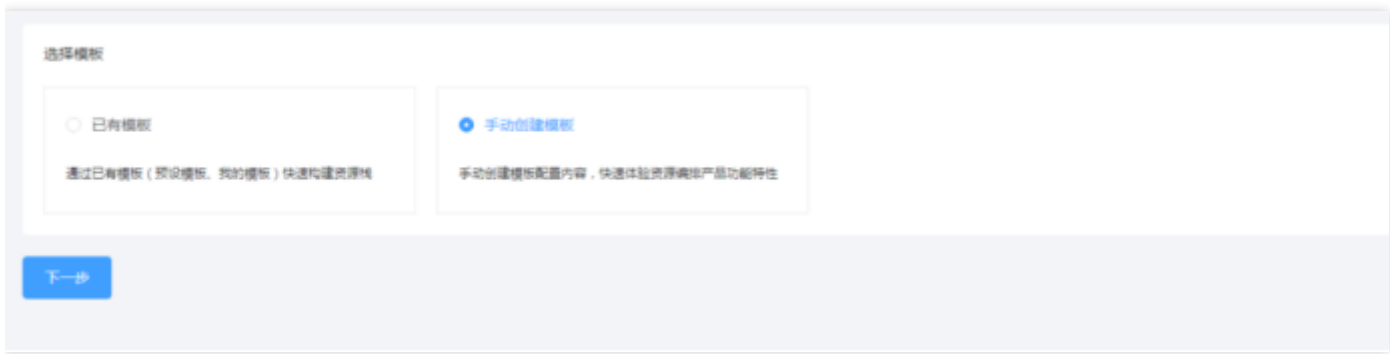 选择模板
已有模板
通过已有模板（预设模板、我的模板）快速构建资源栈
手动创建模板
手动创建模板配置内容，快速体验资源编排产品功能特性
下一步